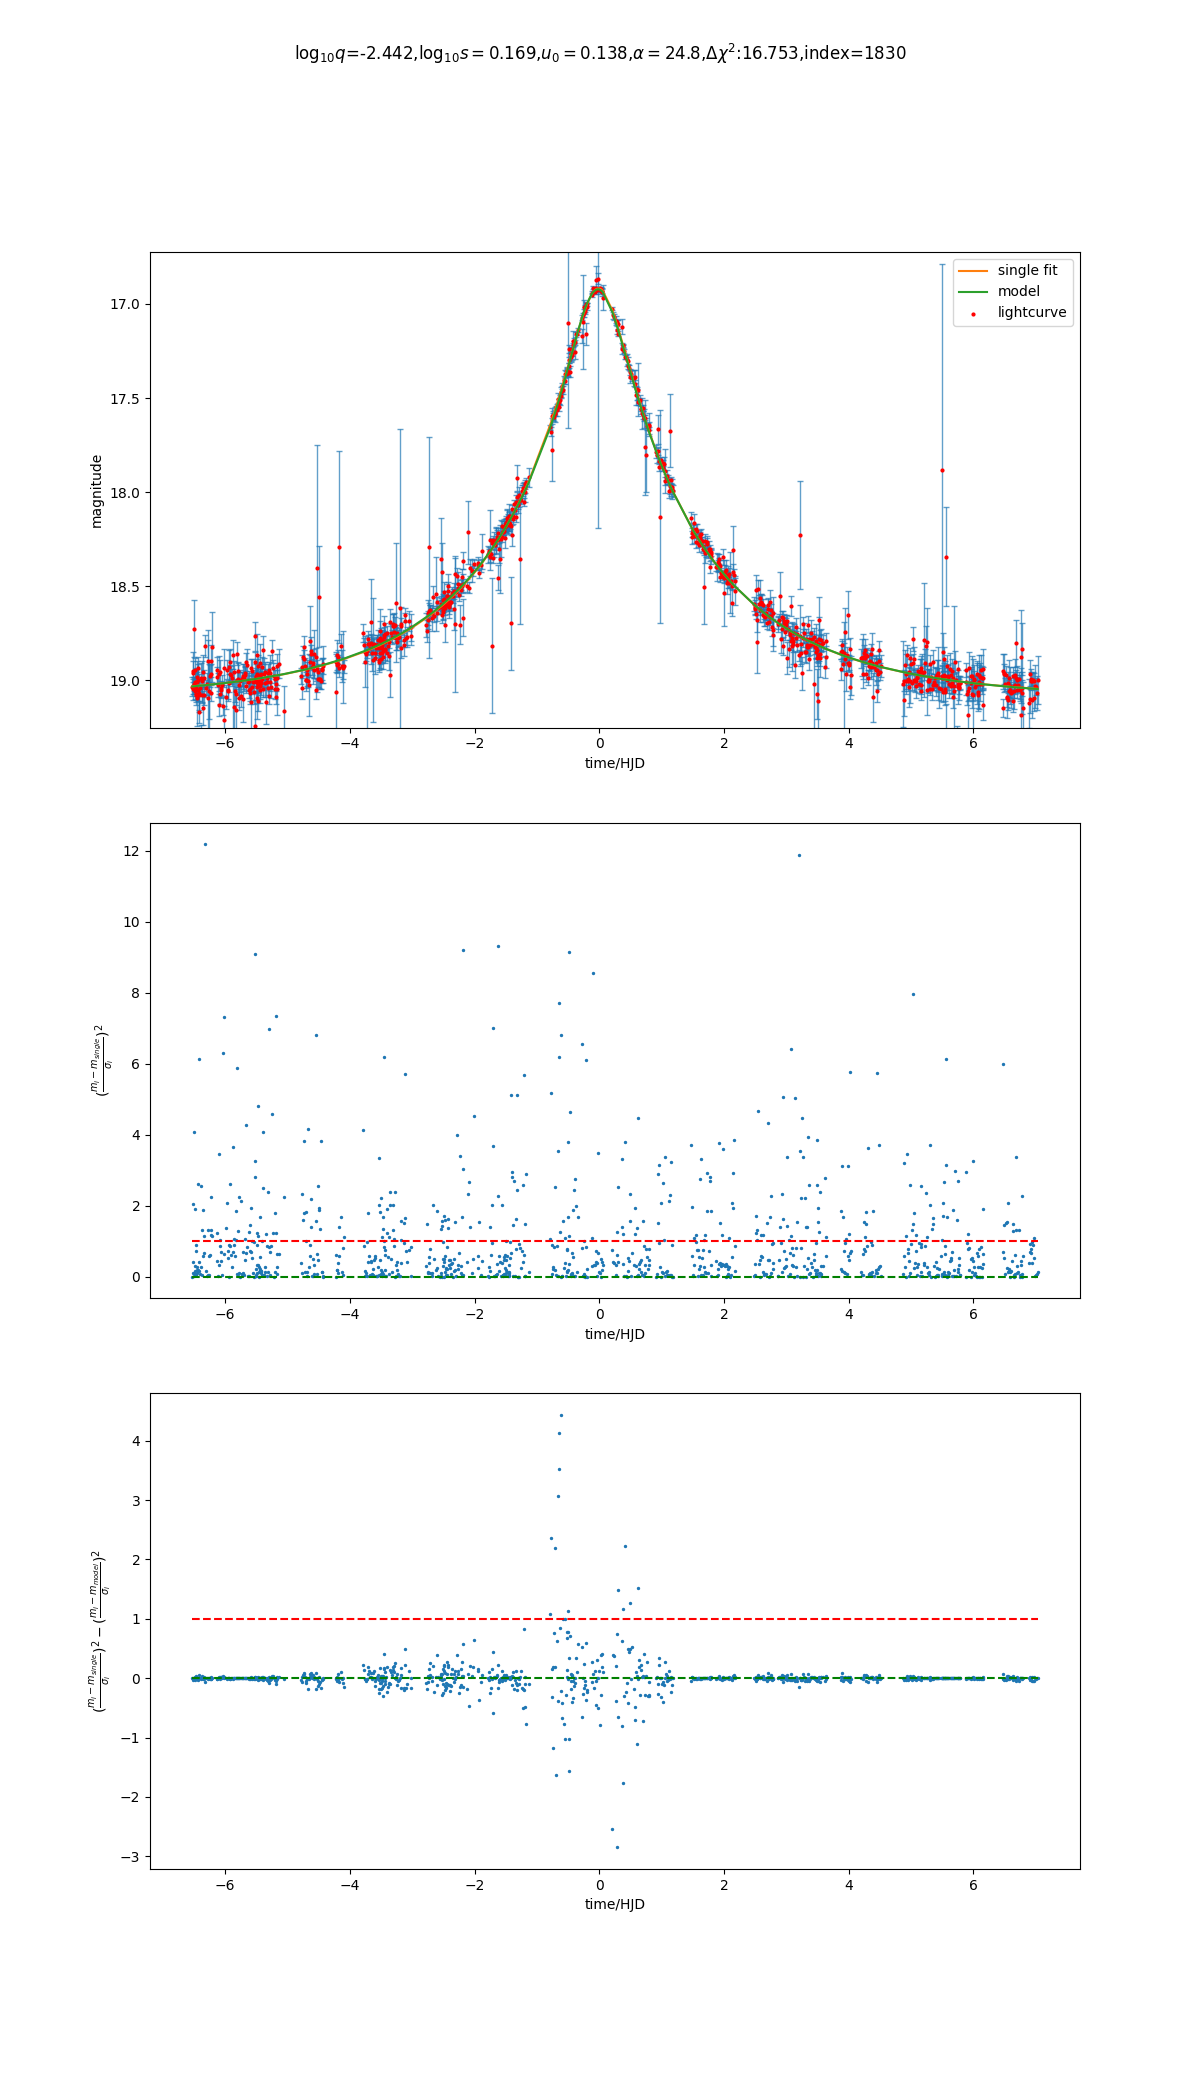 log₁₀q=-2.442,log₁₀s = 0.169,u₀ = 0.138,α = 24.8,Δχ²:16.753,index=1830
single fit
model
lightcurve
17.0
17.5
18.0
18.5
19.0
magnitude
−6 −4 −2 0 2 4 6
time/HJD
12
10
8
6
4
2
0
(mᵢ − m_single / σᵢ)²
−6 −4 −2 0 2 4 6
time/HJD
4
3
2
1
0
−1
−2
−3
(mᵢ − m_single / σᵢ)² − (mᵢ − m_model / σᵢ)²
−6 −4 −2 0 2 4 6
time/HJD